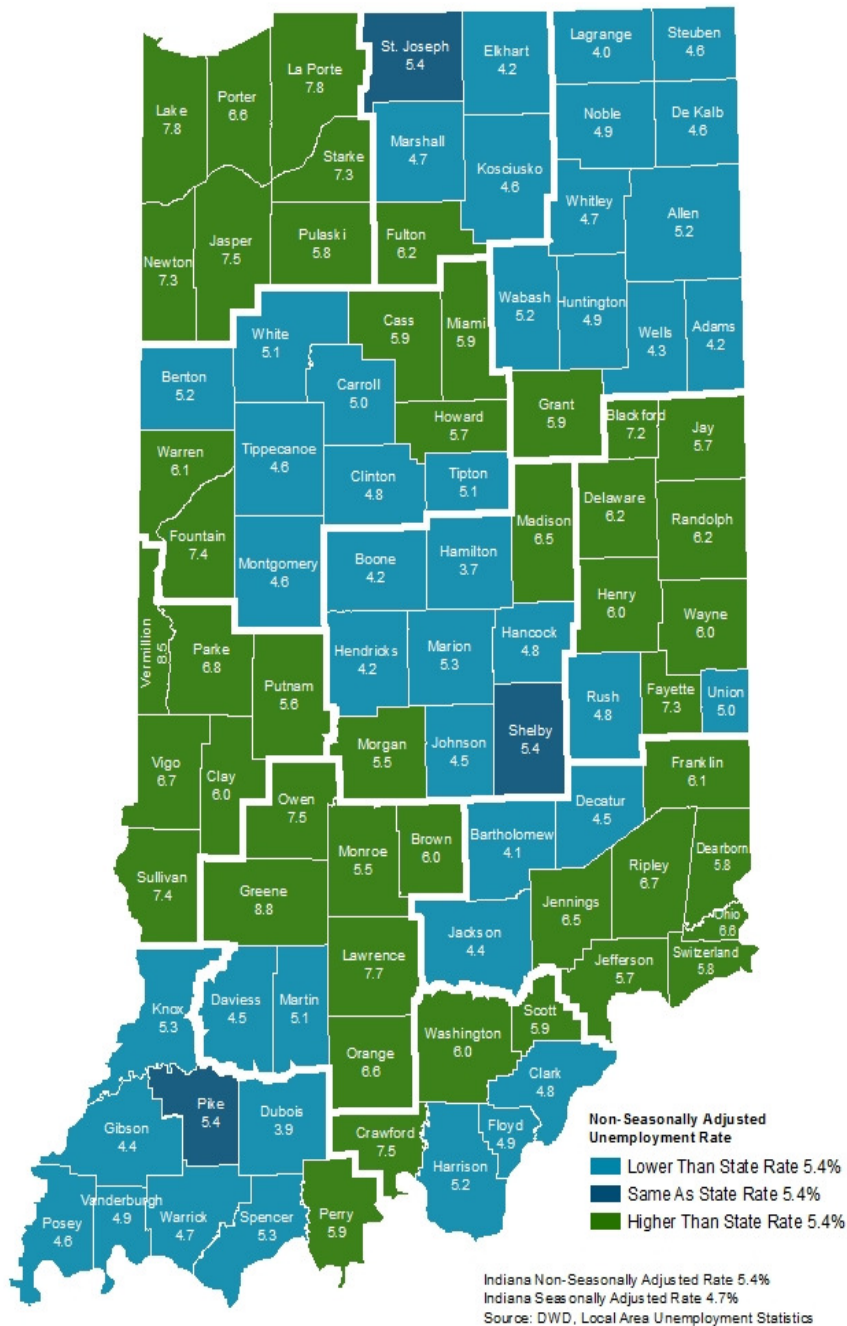 St. Joseph
5.4
Elkhart
4.2
Lagrange
4.0
Steuben
4.6
La Porte
7.8
Porter
6.6
Lake
7.8
Noble
4.9
De Kalb
4.6
Marshall
4.7
Starke
7.3
Kosciusko
4.6
Whitley
4.7
Allen
5.2
Pulaski
5.8
Fulton
6.2
Jasper
7.5
Newton
7.3
Wabash
5.2
Huntington
4.9
Cass
5.9
Miami
5.9
White
5.1
Wells
4.3
Adams
4.2
Benton
5.2
Carroll
5.0
Grant
5.9
Blackford
7.2
Howard
5.7
Jay
5.7
Warren
6.1
Tippecanoe
4.6
Clinton
4.8
Tipton
5.1
Delaware
6.2
Madison
6.5
Randolph
6.2
Fountain
7.4
Montgomery
4.6
Boone
4.2
Hamilton
3.7
Henry
6.0
Wayne
6.0
Hancock
4.8
Vermillion
8.5
Parke
6.8
Hendricks
4.2
Marion
5.3
Putnam
5.6
Rush
4.8
Fayette
7.3
Union
5.0
Shelby
5.4
Morgan
5.5
Johnson
4.5
Vigo
6.7
Clay
6.0
Franklin
6.1
Owen
7.5
Decatur
4.5
Bartholomew
4.1
Brown
6.0
Monroe
5.5
Dearborn
5.8
Ripley
6.7
Sullivan
7.4
Greene
8.8
Jennings
6.5
Ohio
6.6
Jackson
4.4
Lawrence
7.7
Jefferson
5.7
Switzerland
5.8
Knox
5.3
Daviess
4.5
Martin
5.1
Scott
5.9
Washington
6.0
Orange
6.6
Clark
4.8
Pike
5.4
Dubois
3.9
Gibson
4.4
Crawford
7.5
Floyd
4.9
Harrison
5.2
Posey
4.6
Vanderburgh
4.9
Warrick
4.7
Spencer
5.3
Perry
5.9
Non-Seasonally Adjusted
Unemployment Rate
Lower Than State Rate 5.4%
Same As State Rate 5.4%
Higher Than State Rate 5.4%
Indiana Non-Seasonally Adjusted Rate 5.4%
Indiana Seasonally Adjusted Rate 4.7%
Source: DWD, Local Area Unemployment Statistics